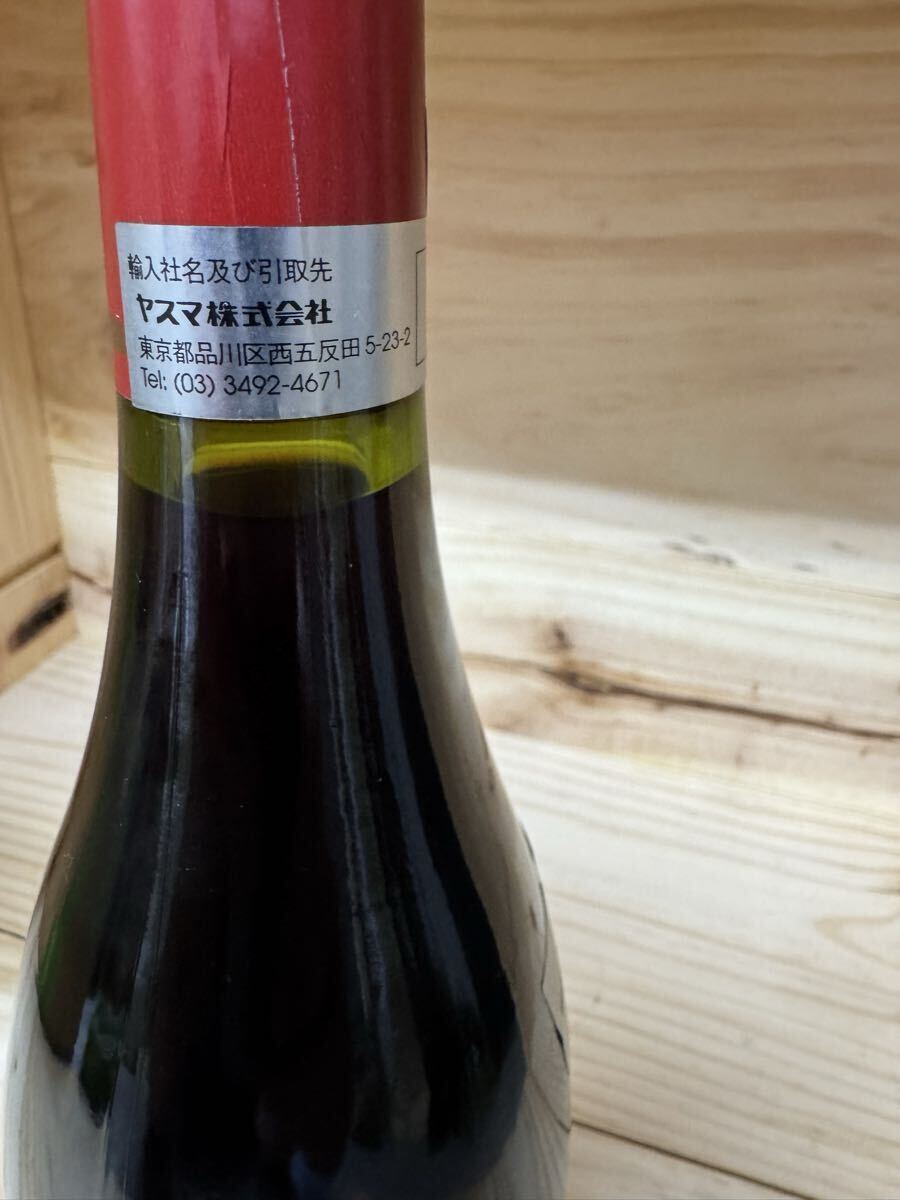 輸入社名及び引取先
ヤスマ株式会社
東京都品川区西五反田5-23-2
Tel: (03) 3492-4671